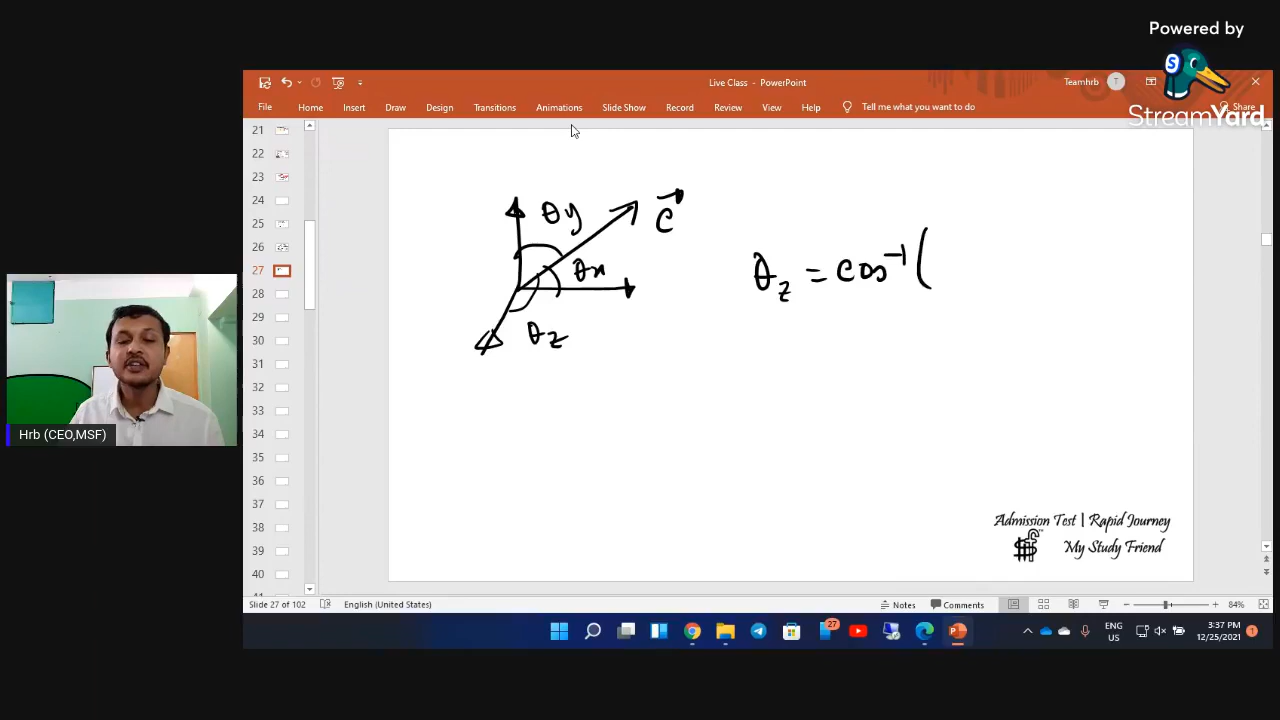 Powered by
StreamYard
Live Class - PowerPoint
Teamhrb
T
File Home Insert Draw Design Transitions Animations Slide Show Record Review View Help Tell me what you want to do
Share
21
22
23
24
25
26
27
28
29
30
31
32
33
34
35
36
37
38
39
40
θy
C
θx
θz
θz = cos⁻¹(
Hrb (CEO,MSF)
Admission Test | Rapid Journey
My Study Friend
Slide 27 of 102 English (United States) Notes Comments 84%
27
ENG
US
3:37 PM
12/25/2021
1